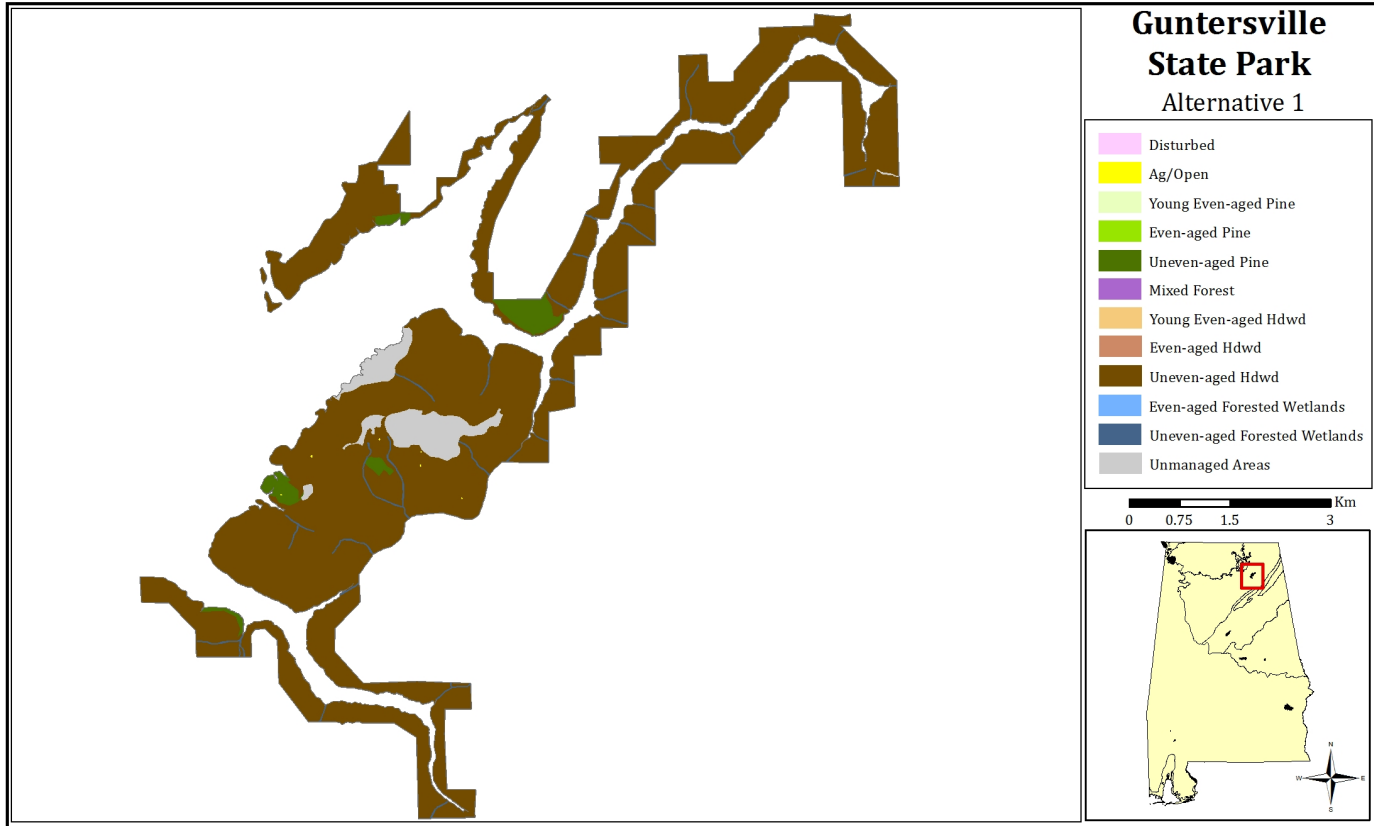 Guntersville
State Park
Alternative 1
Disturbed
Ag/Open
Young Even-aged Pine
Even-aged Pine
Uneven-aged Pine
Mixed Forest
Young Even-aged Hdwd
Even-aged Hdwd
Uneven-aged Hdwd
Even-aged Forested Wetlands
Uneven-aged Forested Wetlands
Unmanaged Areas
Km
0 0.75 1.5 3
N
W E
S